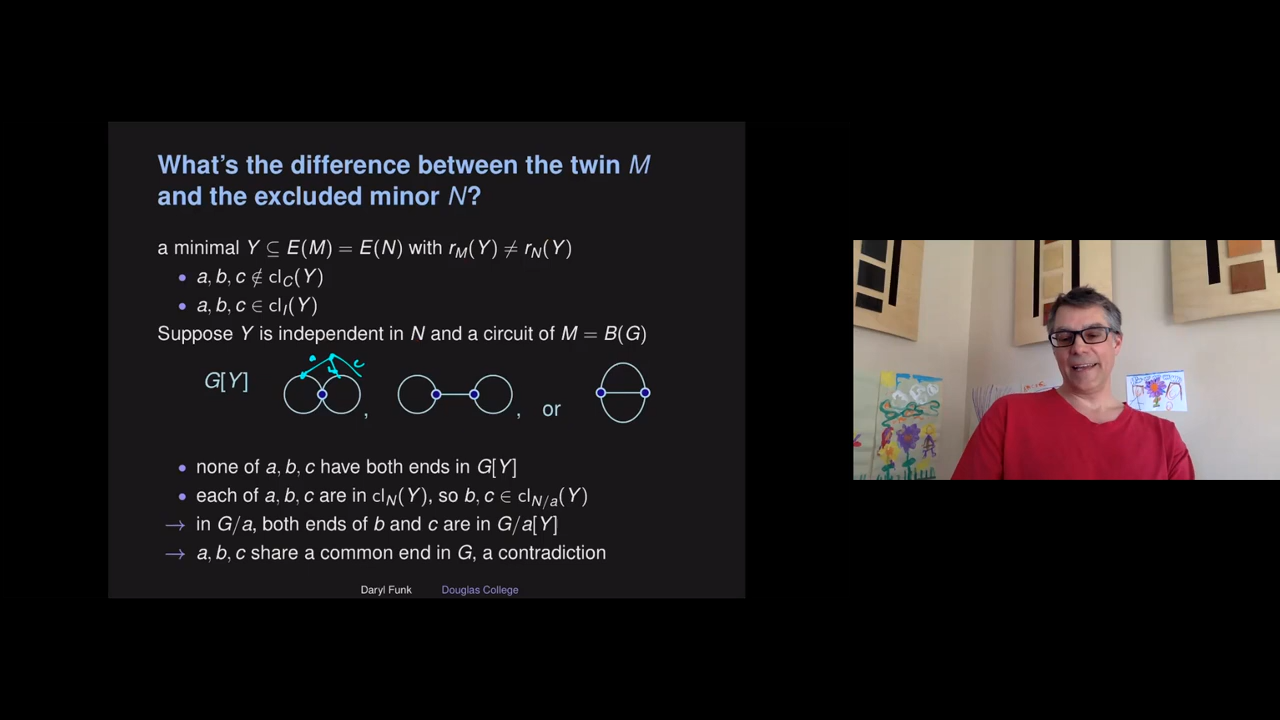 What's the difference between the twin M
and the excluded minor N?
a minimal Y ⊆ E(M) = E(N) with r_M(Y) ≠ r_N(Y)
• a, b, c ∉ cl_C(Y)
• a, b, c ∈ cl_I(Y)
Suppose Y is independent in N and a circuit of M = B(G)
G[Y] , , or
• none of a, b, c have both ends in G[Y]
• each of a, b, c are in cl_N(Y), so b, c ∈ cl_{N/a}(Y)
→ in G/a, both ends of b and c are in G/a[Y]
→ a, b, c share a common end in G, a contradiction
Daryl Funk Douglas College